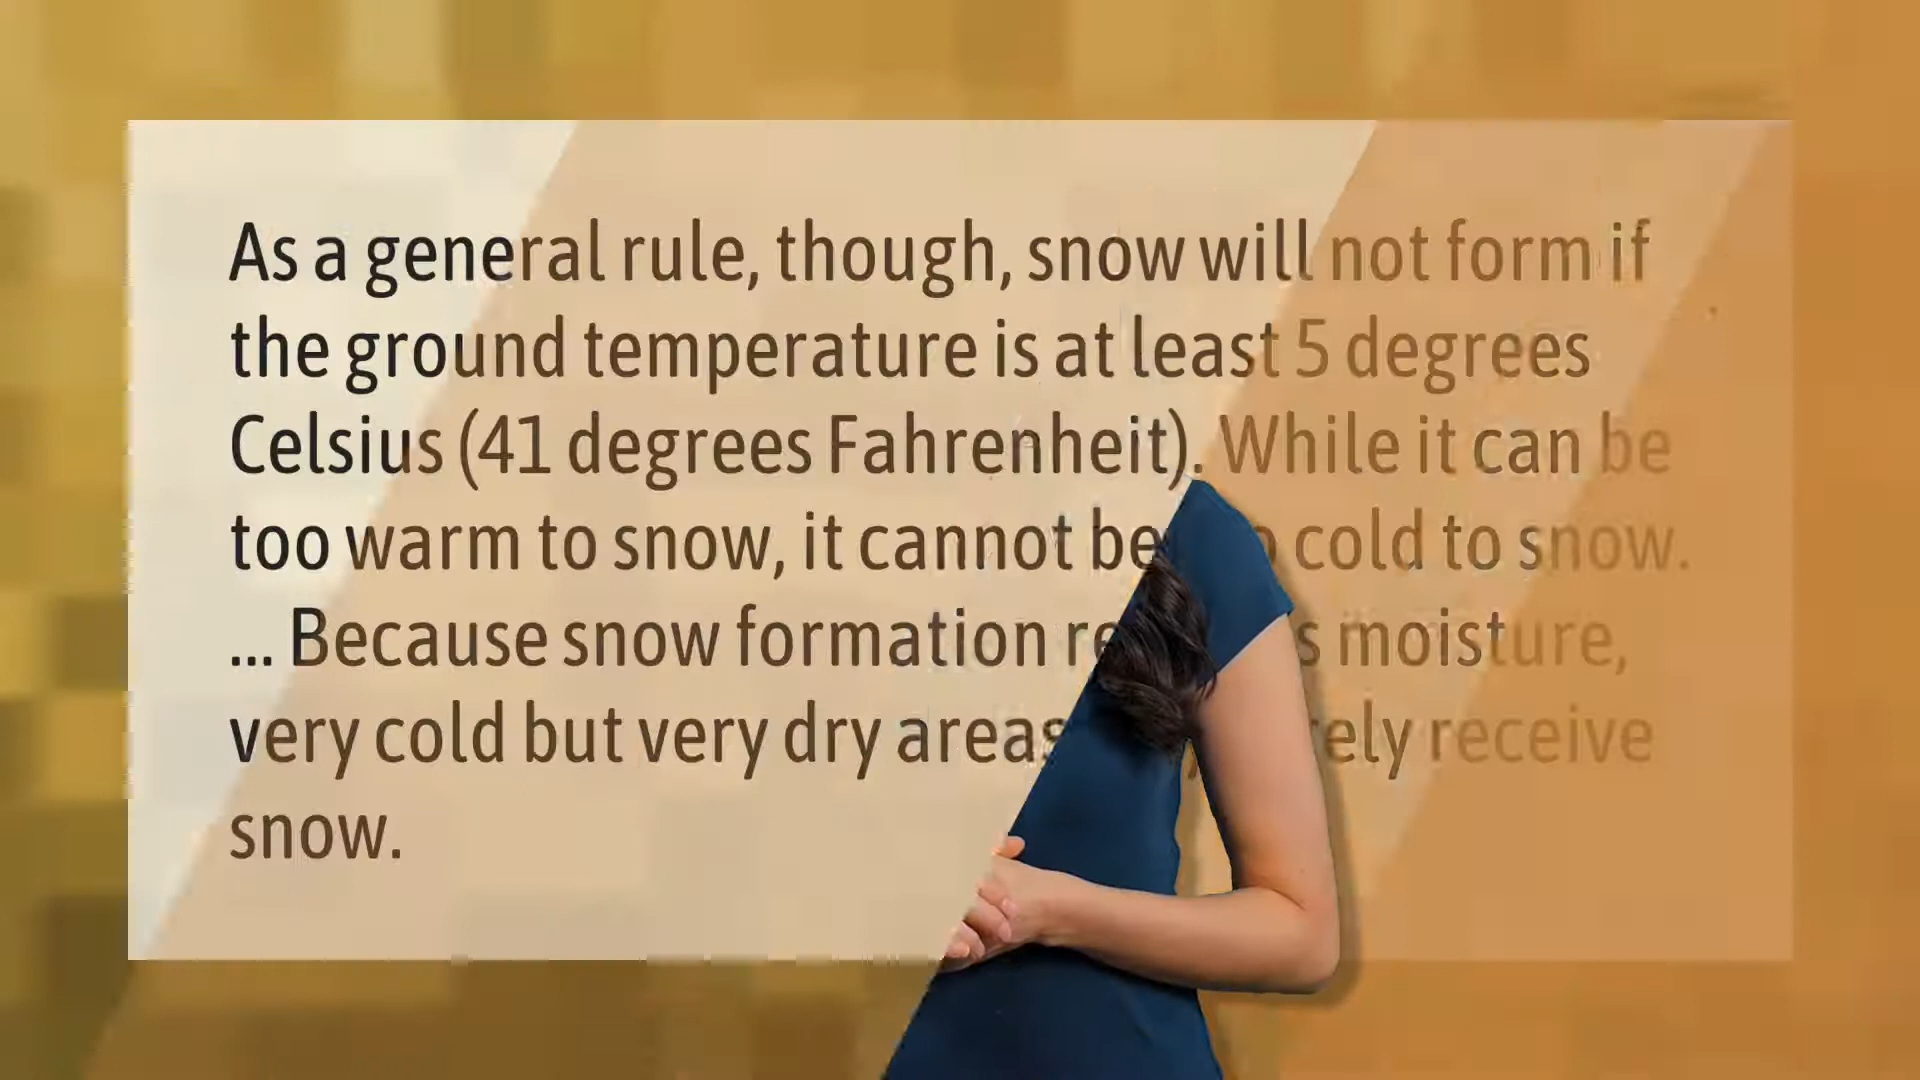 As a general rule, though, snow will not form if
the ground temperature is at least 5 degrees
Celsius (41 degrees Fahrenheit). While it can be
too warm to snow, it cannot be cold to snow.
... Because snow formation moisture,
very cold but very dry areas receive
snow.